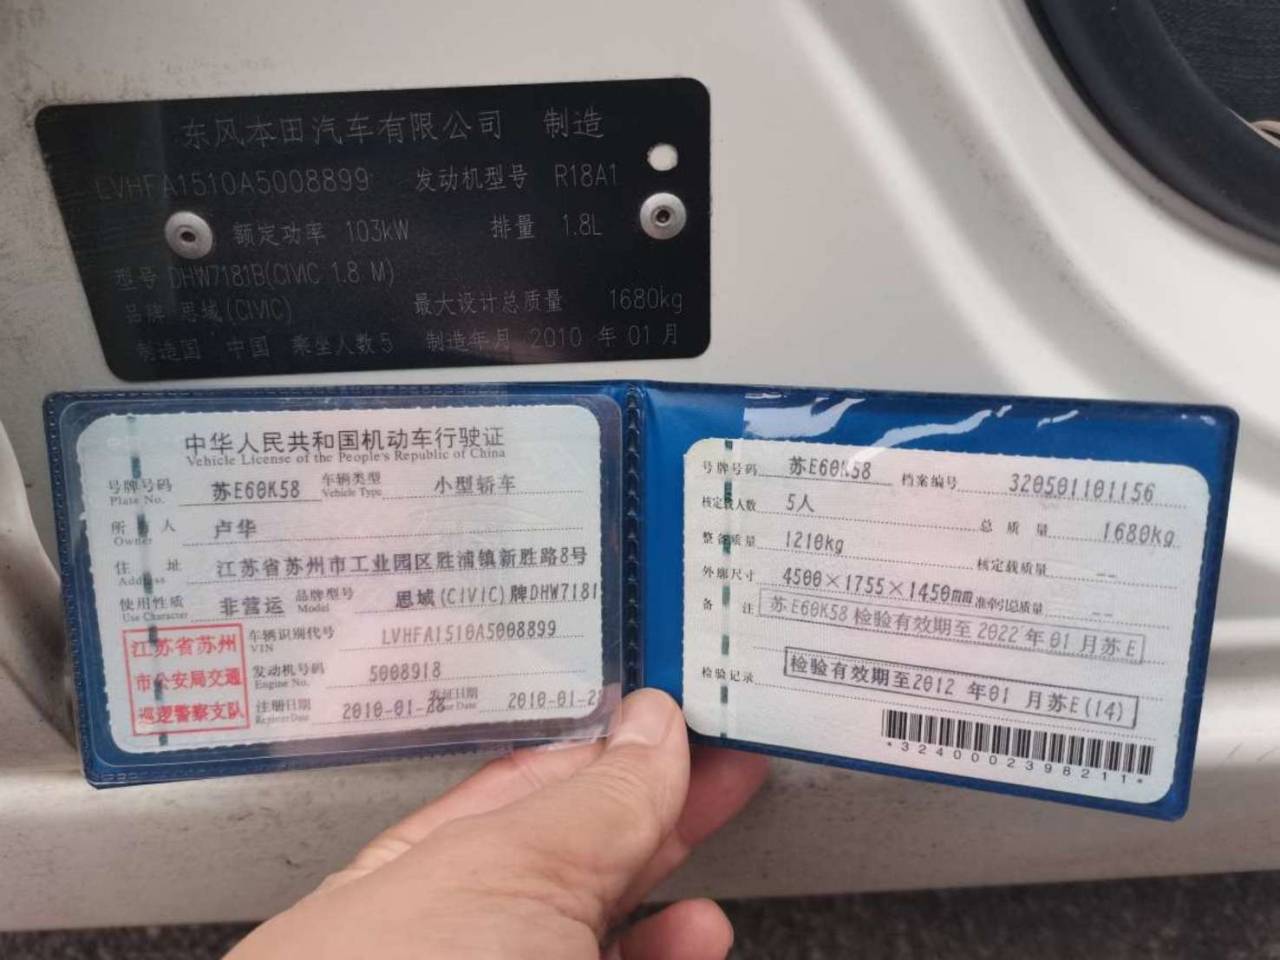 东风本田汽车有限公司 制造
LVHFA1510A5008899 发动机型号 R18A1
额定功率 103kW 排量 1.8L
型号 DHW7181B(CIVIC 1.8 M)
品牌 思域(CIVIC) 最大设计总质量 1680kg
制造国 中国 乘坐人数5 制造年月 2010 年 01 月
中华人民共和国机动车行驶证
Vehicle License of the People's Republic of China
号牌号码 苏E60K58 车辆类型 小型轿车
Plate No. Vehicle Type
所有人 卢华
Owner
住址 江苏省苏州市工业园区胜浦镇新胜路8号
Address
使用性质 非营运 品牌型号 思域(CIVIC)牌DHW7181
Use Character Model
江苏省苏州
市公安局交通
巡逻警察支队
车辆识别代号 LVHFA1510A5008899
VIN
发动机号码 5008918
Engine No.
注册日期 2010-01-28 发证日期 2010-01-2
Register Date Issue Date
号牌号码 苏E60K58 档案编号 320501101156
核定载人数 5人 总质量 1680kg
整备质量 1210kg 核定载质量 --
外廓尺寸 4500×1755×1450mm 准牵引总质量 --
备注 苏E60K58 检验有效期至2022年01月苏E
检验记录 检验有效期至2012 年01 月苏E(14)
*3240002398211*